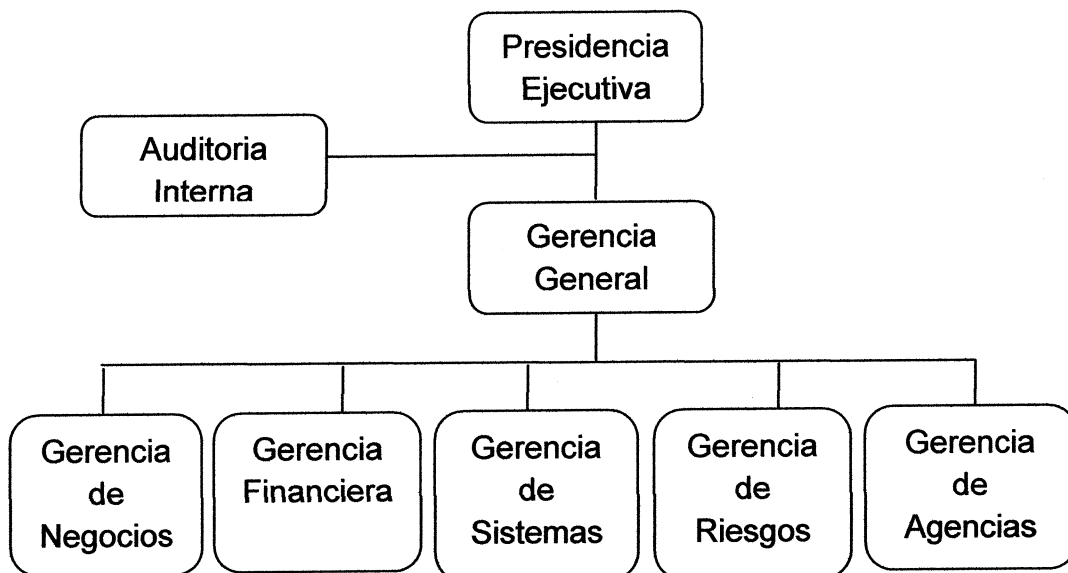 Presidencia
Ejecutiva
Auditoria
Interna
Gerencia
General
Gerencia
de
Negocios
Gerencia
Financiera
Gerencia
de
Sistemas
Gerencia
de
Riesgos
Gerencia
de
Agencias